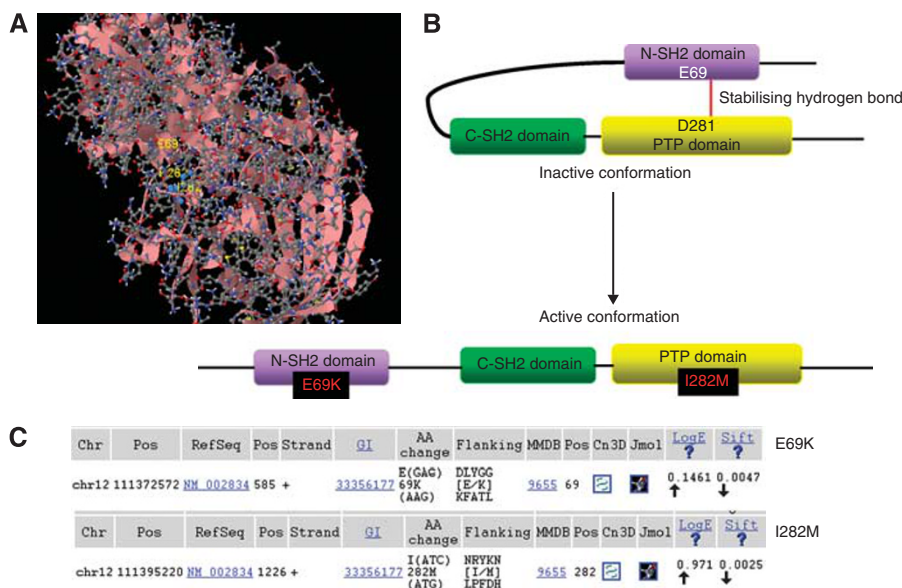 A
E69
B
N-SH2 domain
E69
Stabilising hydrogen bond
C-SH2 domain
D281
PTP domain
Inactive conformation
Active conformation
N-SH2 domain
E69K
C-SH2 domain
PTP domain
I282M
C
Chr Pos RefSeq Pos Strand GI AA change Flanking MMDB Pos Cn3D Jmol LogE ? Sift ?
E69K
E(GAG) DLYGG
chr12 111372572 NM_002834 585 + 33356177 69K [E/K] 9655 69 0.1461 0.0047
(AAG) KFATL
Chr Pos RefSeq Pos Strand GI AA change Flanking MMDB Pos Cn3D Jmol LogE ? Sift ?
I282M
I(ATC) NRYKN
chr12 111395220 NM_002834 1226 + 33356177 282M [I/M] 9655 282 0.971 0.0025
(ATG) LPFDH